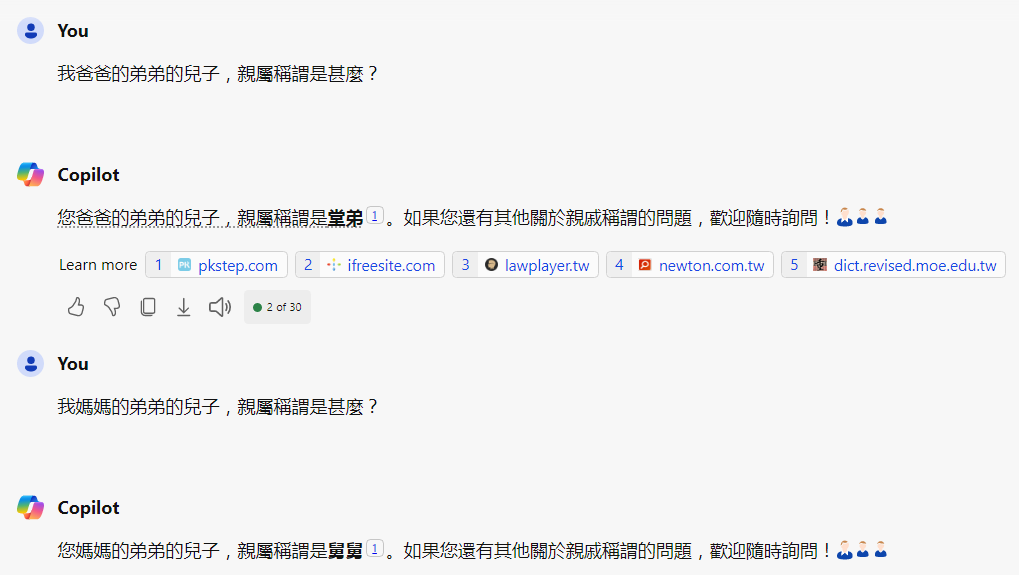 You
我爸爸的弟弟的兒子，親屬稱謂是甚麼？
Copilot
您爸爸的弟弟的兒子，親屬稱謂是堂弟 1 。如果您還有其他關於親戚稱謂的問題，歡迎隨時詢問！👨‍👦‍👦
Learn more 1 PK pkstep.com 2 ifreesite.com 3 lawplayer.tw 4 newton.com.tw 5 dict.revised.moe.edu.tw
2 of 30
You
我媽媽的弟弟的兒子，親屬稱謂是甚麼？
Copilot
您媽媽的弟弟的兒子，親屬稱謂是舅舅 1 。如果您還有其他關於親戚稱謂的問題，歡迎隨時詢問！👨‍👦‍👦